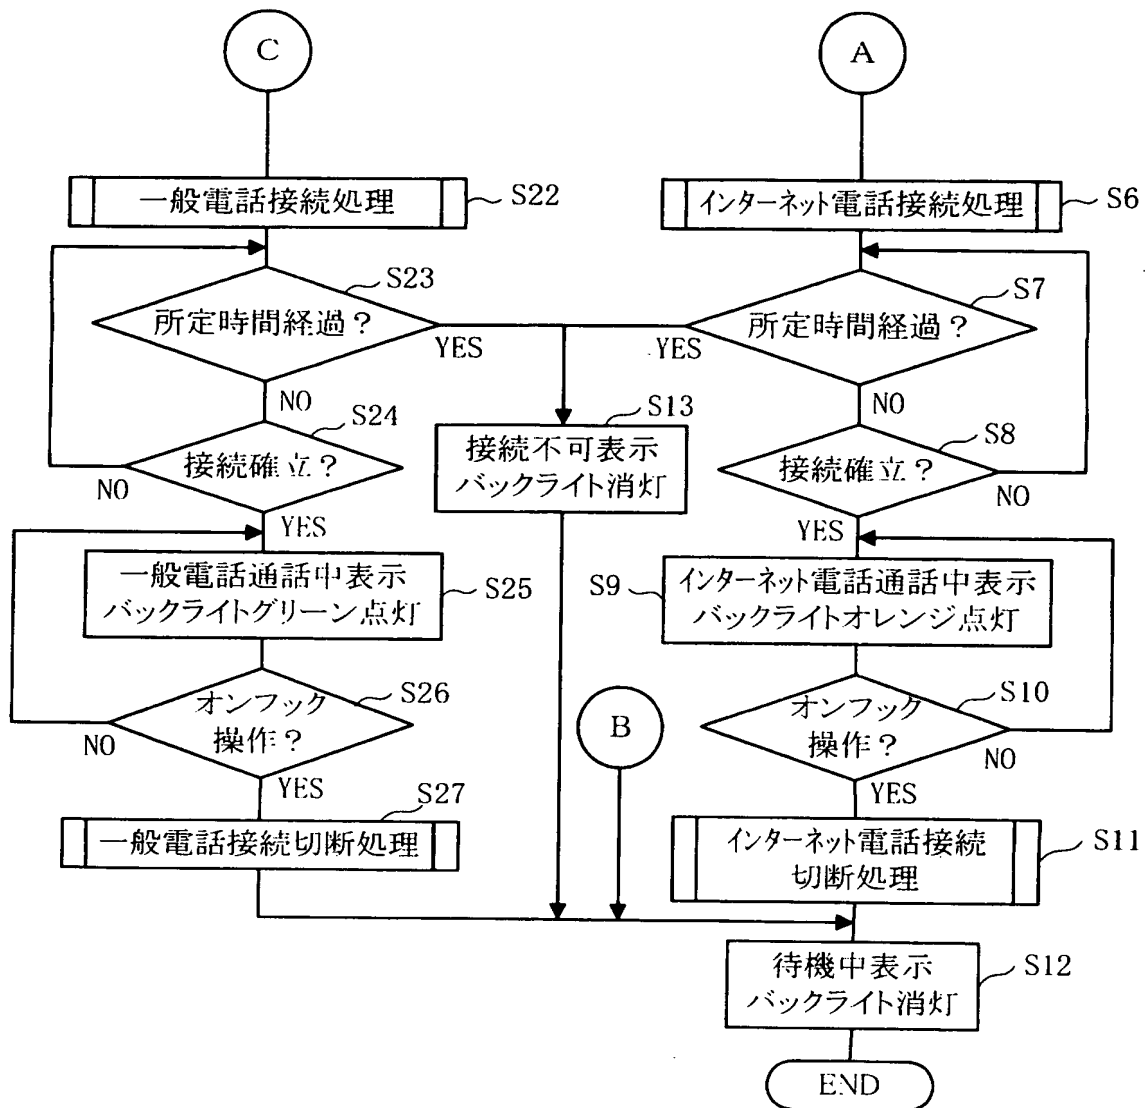 C
A
一般電話接続処理
S22
インターネット電話接続処理
S6
S23
所定時間経過?
YES
NO
S7
所定時間経過?
YES
NO
S24
接続確立?
NO
YES
S13
接続不可表示
バックライト消灯
S8
接続確立?
NO
YES
一般電話通話中表示
バックライトグリーン点灯
S25
S9
インターネット電話通話中表示
バックライトオレンジ点灯
S26
オンフック
操作?
NO
YES
B
S10
オンフック
操作?
NO
YES
S27
一般電話接続切断処理
インターネット電話接続
切断処理
S11
待機中表示
バックライト消灯
S12
END